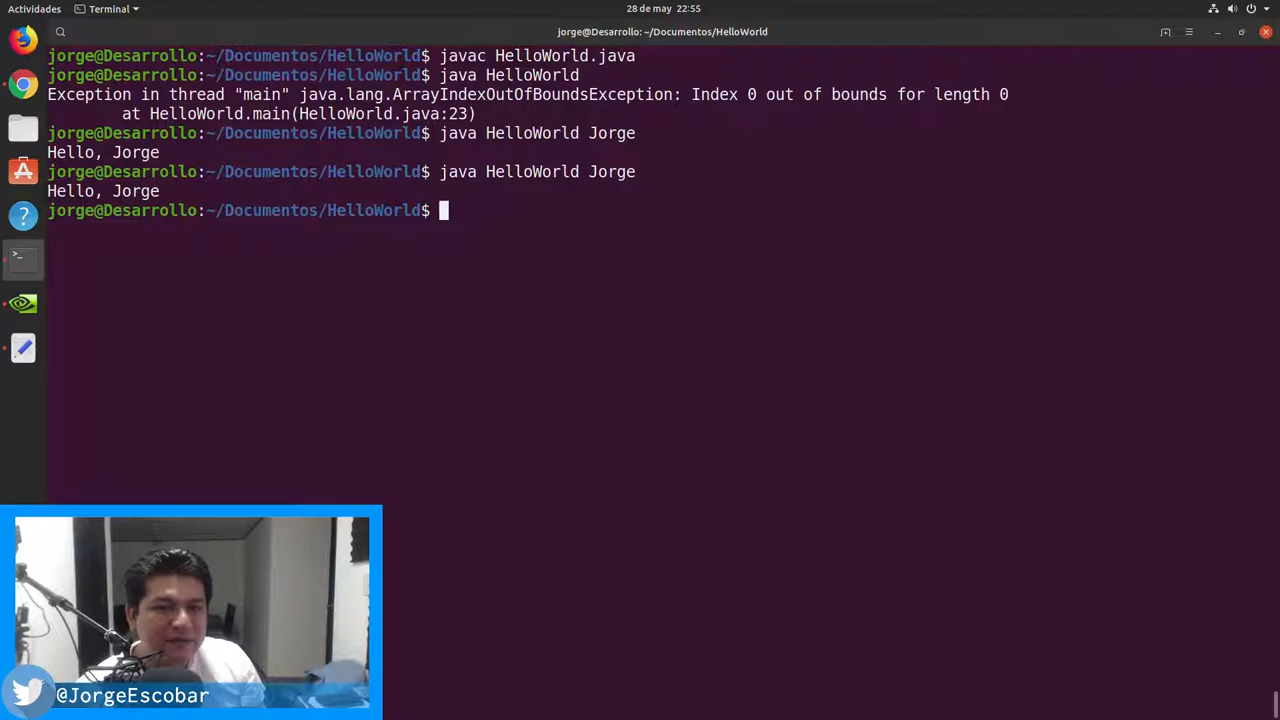 Actividades
Terminal
28 de may 22:55
jorge@Desarrollo: ~/Documentos/HelloWorld
jorge@Desarrollo:~/Documentos/HelloWorld$ javac HelloWorld.java
jorge@Desarrollo:~/Documentos/HelloWorld$ java HelloWorld
Exception in thread "main" java.lang.ArrayIndexOutOfBoundsException: Index 0 out of bounds for length 0
at HelloWorld.main(HelloWorld.java:23)
jorge@Desarrollo:~/Documentos/HelloWorld$ java HelloWorld Jorge
Hello, Jorge
jorge@Desarrollo:~/Documentos/HelloWorld$ java HelloWorld Jorge
Hello, Jorge
jorge@Desarrollo:~/Documentos/HelloWorld$
@JorgeEscobar